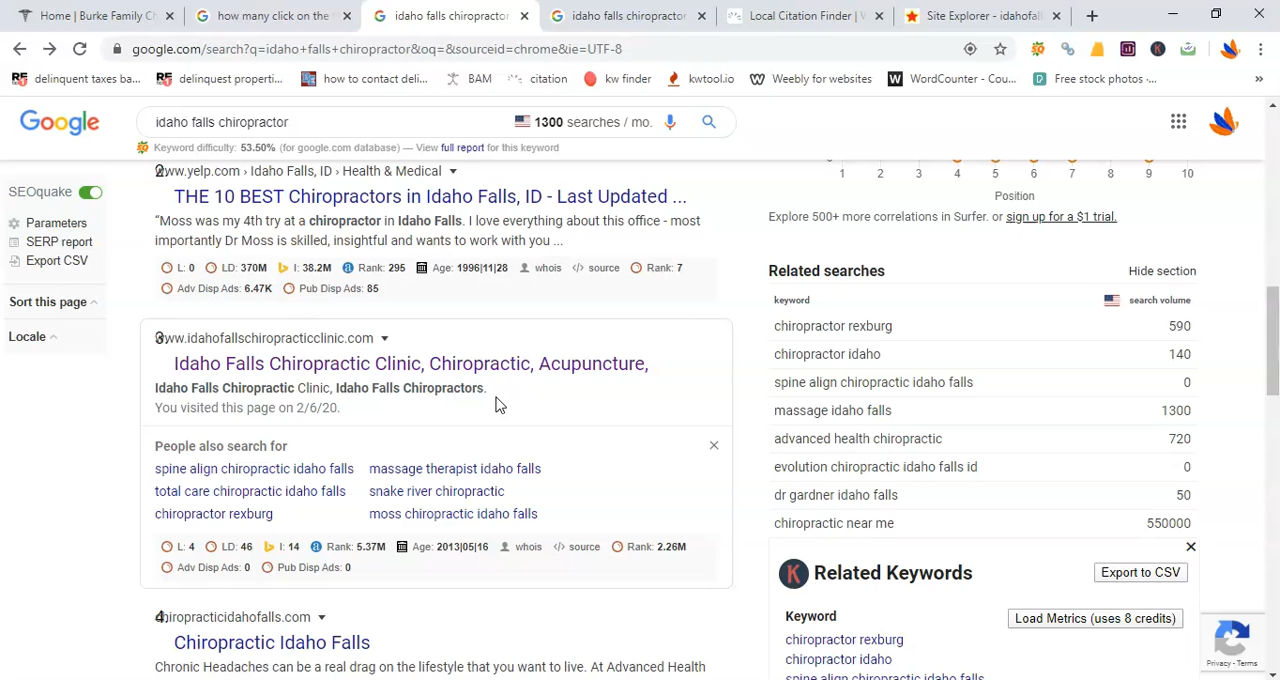 Home | Burke Family C
how many click on the
idaho falls chiropractor
idaho falls chiropractor
Local Citation Finder | W
Site Explorer - idahofall
google.com/search?q=idaho+falls+chiropractor&oq=&sourceid=chrome&ie=UTF-8
delinquent taxes ba...
delinquest properti...
how to contact deli...
BAM
citation
kw finder
kwtool.io
Weebly for websites
WordCounter - Cou...
Free stock photos -...
Google
idaho falls chiropractor
1300 searches / mo.
Keyword difficulty: 53.50% (for google.com database) — View full report for this keyword
SEOquake
Parameters
SERP report
Export CSV
Sort this page
Locale
2
www.yelp.com › Idaho Falls, ID › Health & Medical
THE 10 BEST Chiropractors in Idaho Falls, ID - Last Updated ...
“Moss was my 4th try at a chiropractor in Idaho Falls. I love everything about this office - most
importantly Dr Moss is skilled, insightful and wants to work with you ...
L: 0 LD: 370M I: 38.2M Rank: 295 Age: 1996|11|28 whois source Rank: 7
Adv Disp Ads: 6.47K Pub Disp Ads: 85
3
www.idahofallschiropracticclinic.com
Idaho Falls Chiropractic Clinic, Chiropractic, Acupuncture,
Idaho Falls Chiropractic Clinic, Idaho Falls Chiropractors.
You visited this page on 2/6/20.
People also search for
spine align chiropractic idaho falls massage therapist idaho falls
total care chiropractic idaho falls snake river chiropractic
chiropractor rexburg moss chiropractic idaho falls
L: 4 LD: 46 I: 14 Rank: 5.37M Age: 2013|05|16 whois source Rank: 2.26M
Adv Disp Ads: 0 Pub Disp Ads: 0
4
chiropracticidahofalls.com
Chiropractic Idaho Falls
Chronic Headaches can be a real drag on the lifestyle that you want to live. At Advanced Health
1 2 3 4 5 6 7 8 9 10
Position
Explore 500+ more correlations in Surfer. or sign up for a $1 trial.
Related searches Hide section
keyword search volume
chiropractor rexburg 590
chiropractor idaho 140
spine align chiropractic idaho falls 0
massage idaho falls 1300
advanced health chiropractic 720
evolution chiropractic idaho falls id 0
dr gardner idaho falls 50
chiropractic near me 550000
K Related Keywords Export to CSV
Keyword Load Metrics (uses 8 credits)
chiropractor rexburg
chiropractor idaho
spine align chiropractic idaho falls
Privacy - Terms